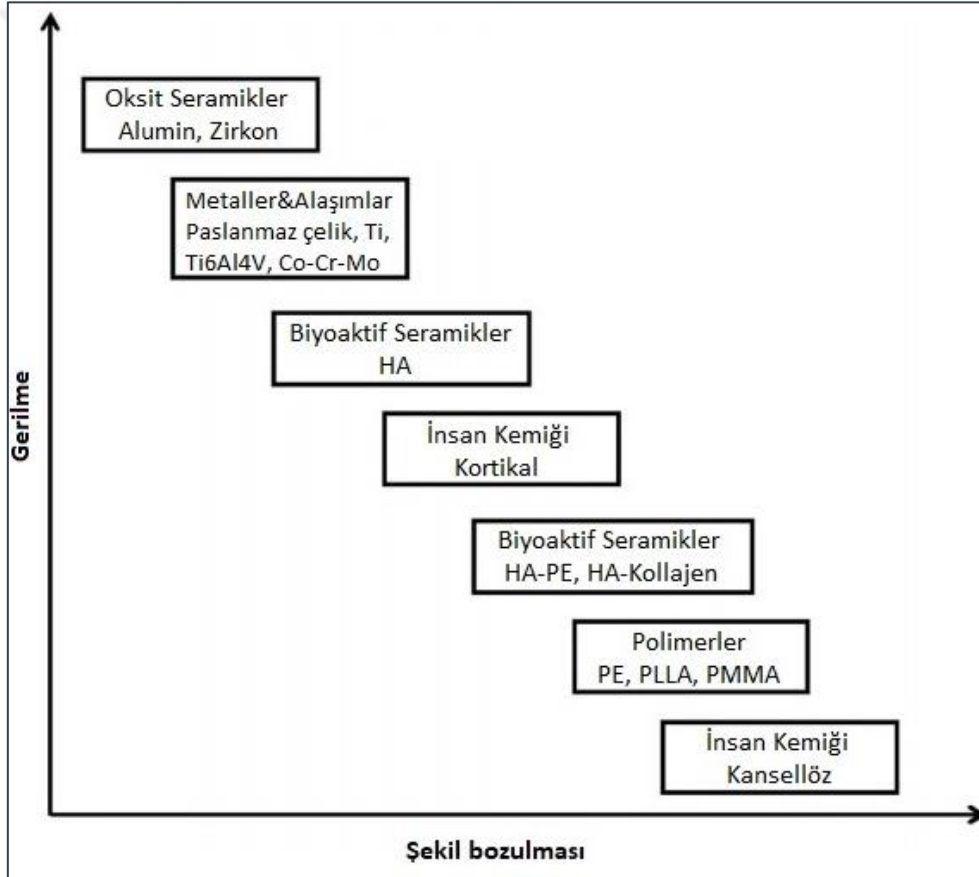 Oksit Seramikler
Alumin, Zirkon
Metaller&Alaşımlar
Paslanmaz çelik, Ti,
Ti6Al4V, Co-Cr-Mo
Biyoaktif Seramikler
HA
İnsan Kemiği
Kortikal
Biyoaktif Seramikler
HA-PE, HA-Kollajen
Polimerler
PE, PLLA, PMMA
İnsan Kemiği
Kansellöz
Gerilme
Şekil bozulması